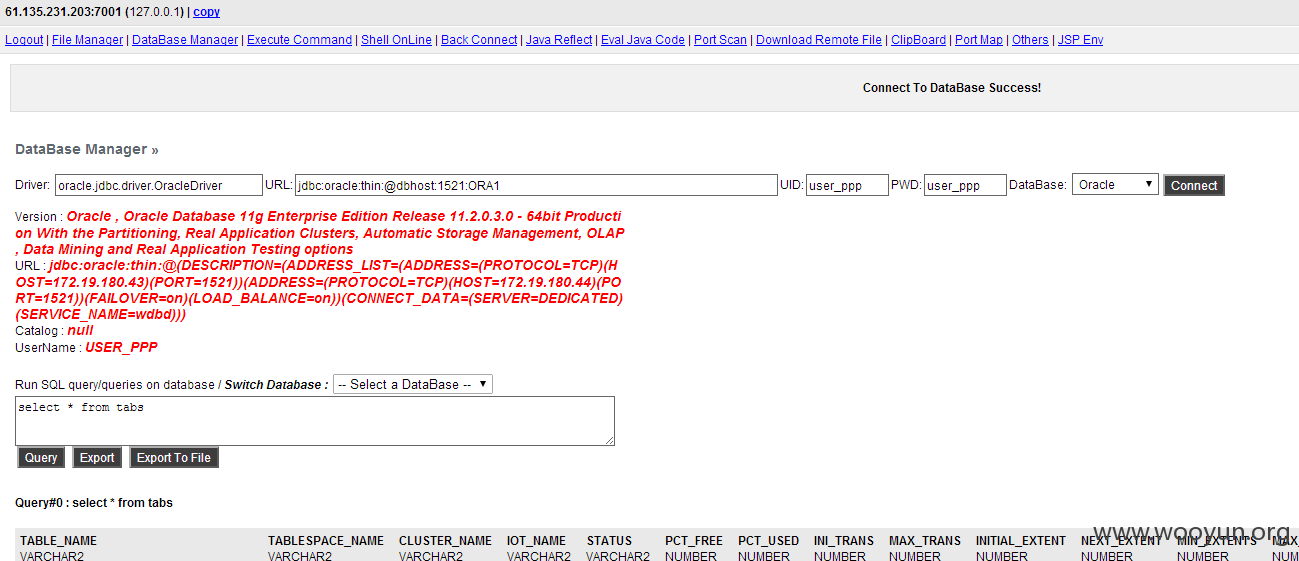 61.135.231.203:7001 (127.0.0.1) | copy
Logout | File Manager | DataBase Manager | Execute Command | Shell OnLine | Back Connect | Java Reflect | Eval Java Code | Port Scan | Download Remote File | ClipBoard | Port Map | Others | JSP Env
Connect To DataBase Success!
DataBase Manager »
Driver: oracle.jdbc.driver.OracleDriver URL: jdbc:oracle:thin:@dbhost:1521:ORA1 UID: user_ppp PWD: user_ppp DataBase: Oracle Connect
Version : Oracle , Oracle Database 11g Enterprise Edition Release 11.2.0.3.0 - 64bit Producti
on With the Partitioning, Real Application Clusters, Automatic Storage Management, OLAP
, Data Mining and Real Application Testing options
URL : jdbc:oracle:thin:@(DESCRIPTION=(ADDRESS_LIST=(ADDRESS=(PROTOCOL=TCP)(H
OST=172.19.180.43)(PORT=1521))(ADDRESS=(PROTOCOL=TCP)(HOST=172.19.180.44)(PO
RT=1521))(FAILOVER=on)(LOAD_BALANCE=on))(CONNECT_DATA=(SERVER=DEDICATED)
(SERVICE_NAME=wdbd)))
Catalog : null
UserName : USER_PPP
Run SQL query/queries on database / Switch Database : -- Select a DataBase --
select * from tabs
Query Export Export To File
Query#0 : select * from tabs
www.wooyun.org
TABLE_NAME TABLESPACE_NAME CLUSTER_NAME IOT_NAME STATUS PCT_FREE PCT_USED INI_TRANS MAX_TRANS INITIAL_EXTENT NEXT_EXTENT MIN_EXTENTS MAX_
VARCHAR2 VARCHAR2 VARCHAR2 VARCHAR2 VARCHAR2 NUMBER NUMBER NUMBER NUMBER NUMBER NUMBER NUMBER NUM